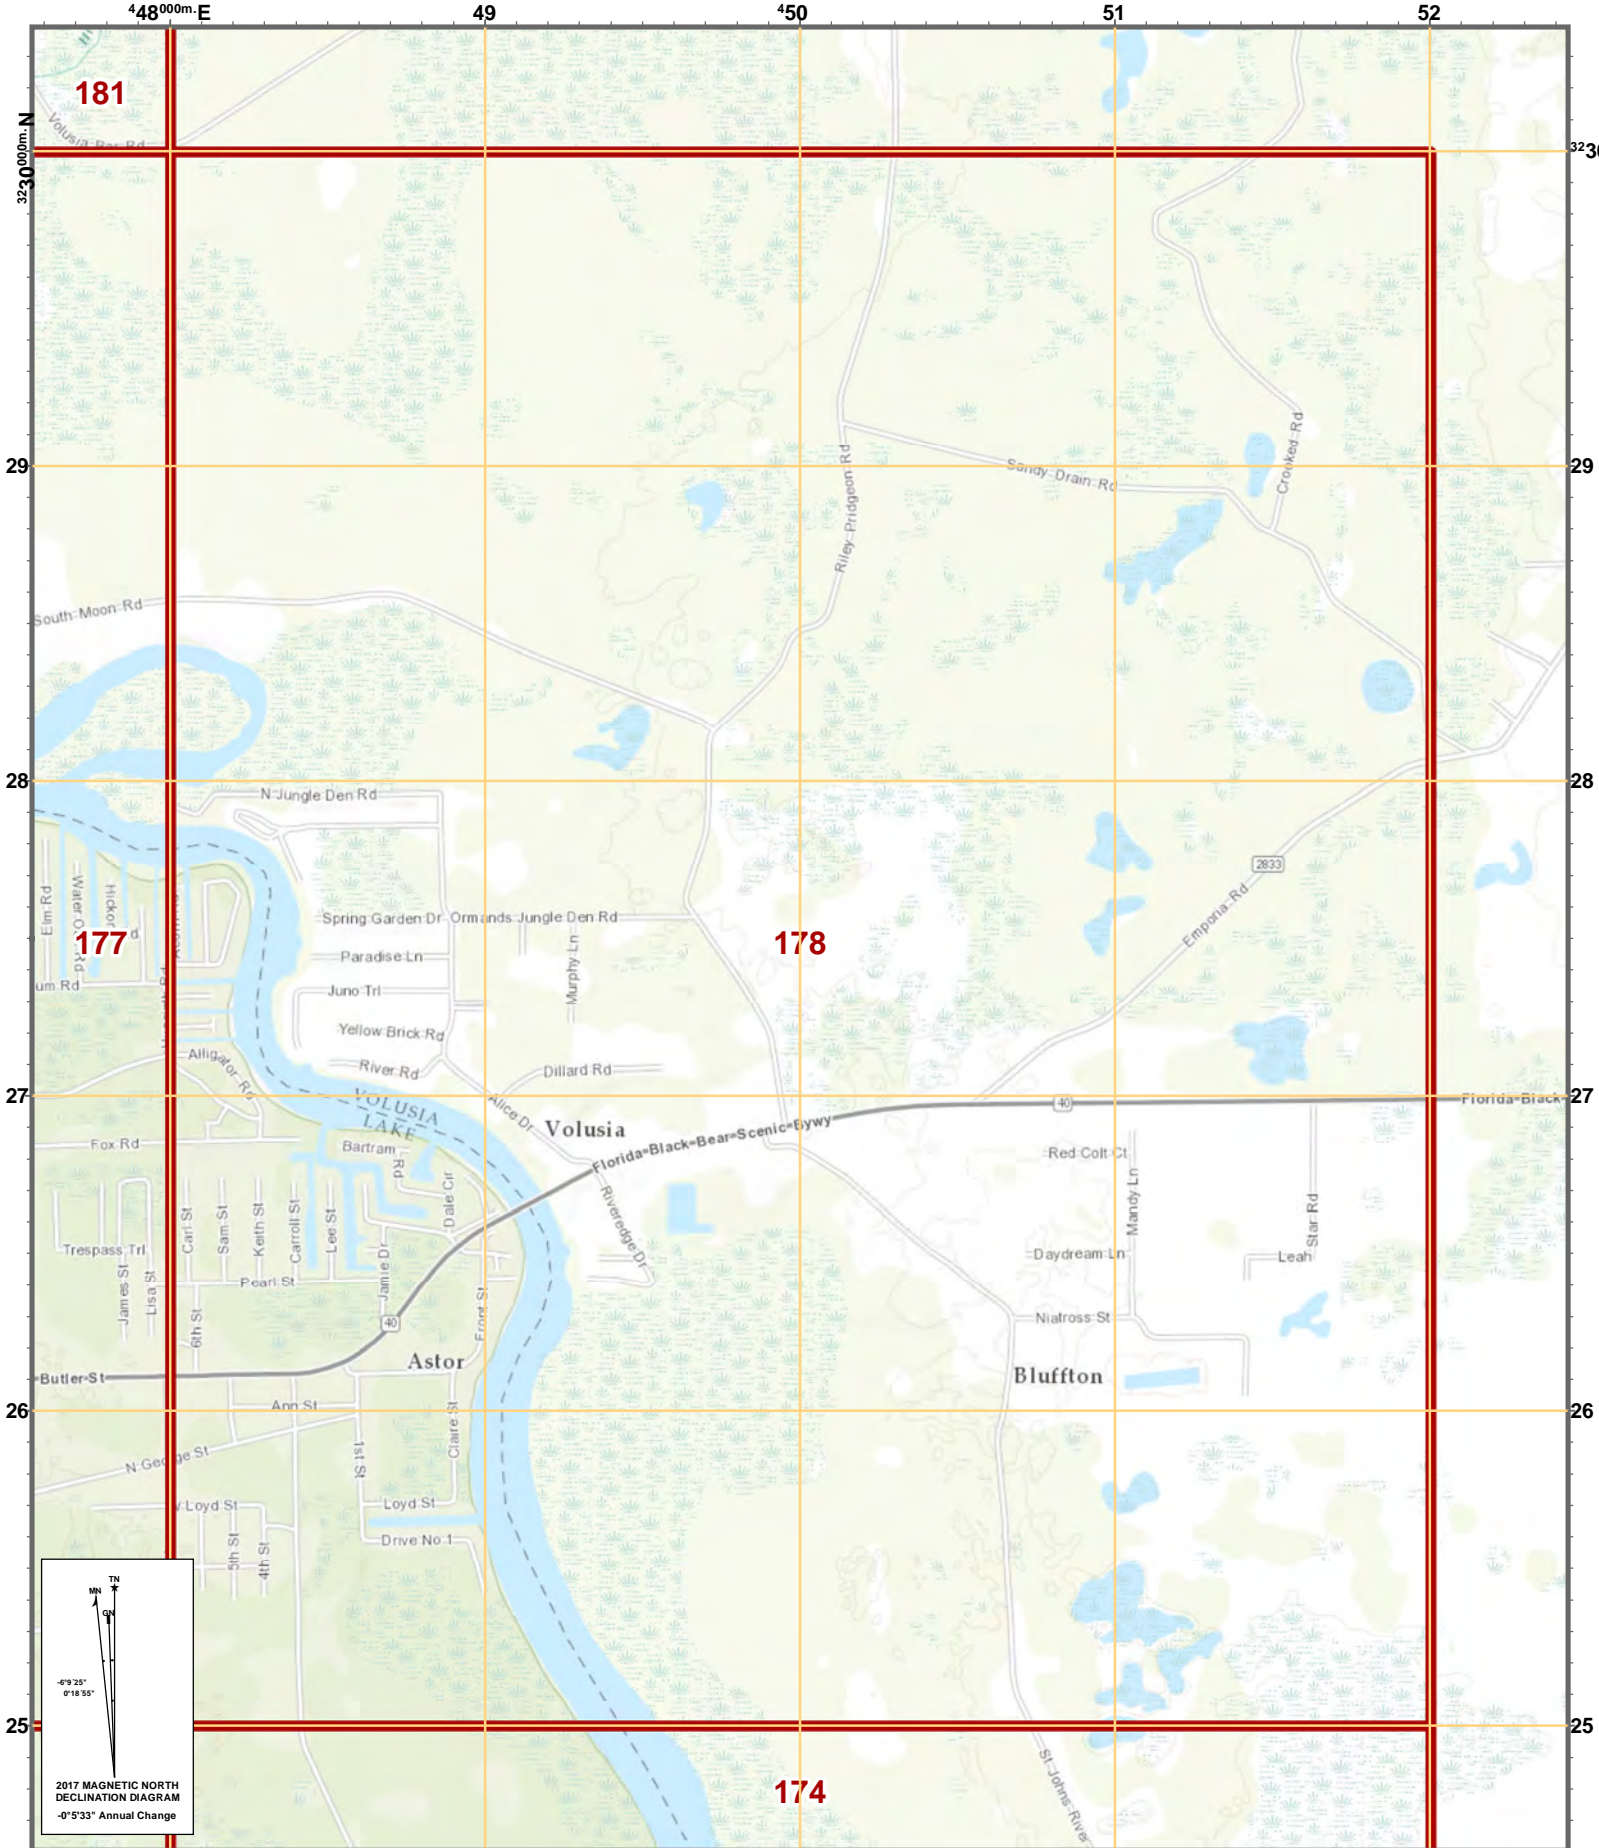 448000m.E 49 450 51 52
181
Volusia Bar Rd
3230000m.N
29 29
Sandy Drain Rd
Crooked Rd
Riley Pridgeon Rd
South Moon Rd
28 28
N Jungle Den Rd
2833
Emporia Rd
Elm Rd
Spring Garden Dr Ormands Jungle Den Rd
177
178
Paradise Ln
Murphy Ln
um Rd
Juno Trl
Yellow Brick Rd
Alligator Rd
River Rd
Dillard Rd
27 27
VOLUSIA
LAKE
Alice Dr
Volusia
Florida Black Bear Scenic Bywy
40
Florida Black
Fox Rd
Bartram
Rd
Red Colt Ct
Mandy Ln
Dale Cir
Riveredge Dr
Star Rd
Carl St
Sam St
Keith St
Carroll St
Lee St
Jamie Dr
Trespass Trl
Daydream Ln
Leah
James St
Lisa St
Pearl St
6th St
Front St
40
Niatross St
Astor
Bluffton
Butler St
26 26
Ann St
Claire St
1st St
N George St
Loyd St
Loyd St
5th St
4th St
Drive No 1
25 25
TN
MN
GN
-6°9'25"
0°18'55"
2017 MAGNETIC NORTH
DECLINATION DIAGRAM
-0°5'33" Annual Change
174
St Johns River